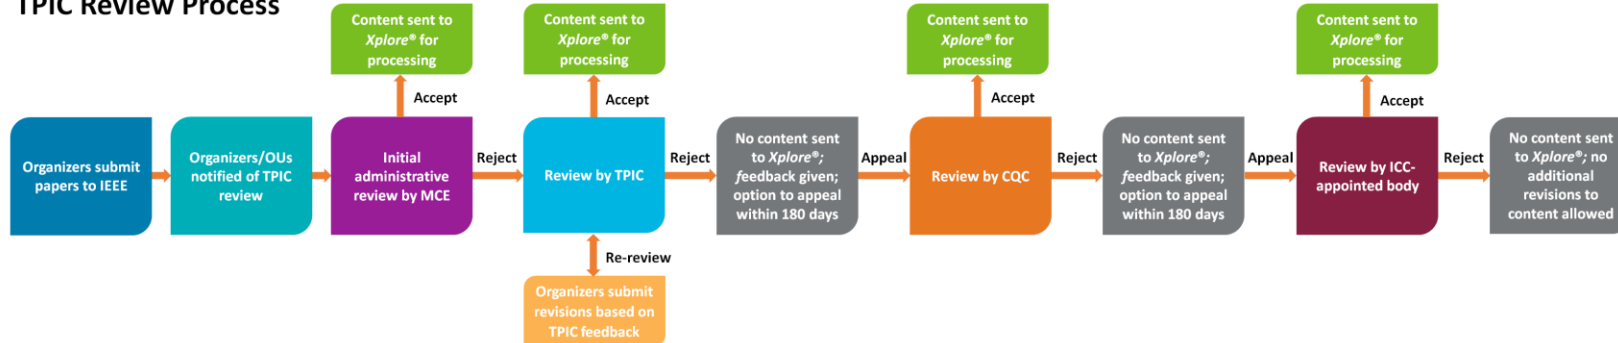 TPIC Review Process
Content sent to
Xplore® for
processing
Content sent to
Xplore® for
processing
Content sent to
Xplore® for
processing
Content sent to
Xplore® for
processing
Accept
Accept
Accept
Accept
Organizers submit
papers to IEEE
Organizers/OUs
notified of TPIC
review
Initial
administrative
review by MCE
Reject
Review by TPIC
Reject
No content sent
to Xplore®;
feedback given;
option to appeal
within 180 days
Appeal
Review by CQC
Reject
No content sent
to Xplore®;
feedback given;
option to appeal
within 180 days
Appeal
Review by ICC-
appointed body
Reject
No content sent
to Xplore®; no
additional
revisions to
content allowed
Re-review
Organizers submit
revisions based on
TPIC feedback